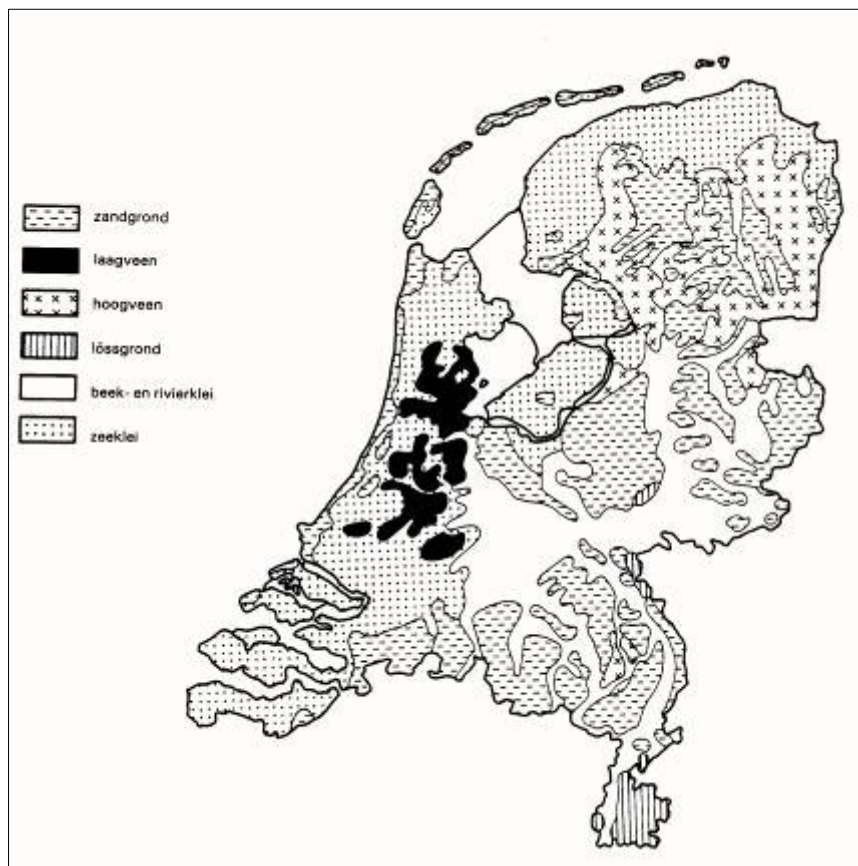 zandgrond
laagveen
hoogveen
lössgrond
beek- en rivierklei
zeeklei